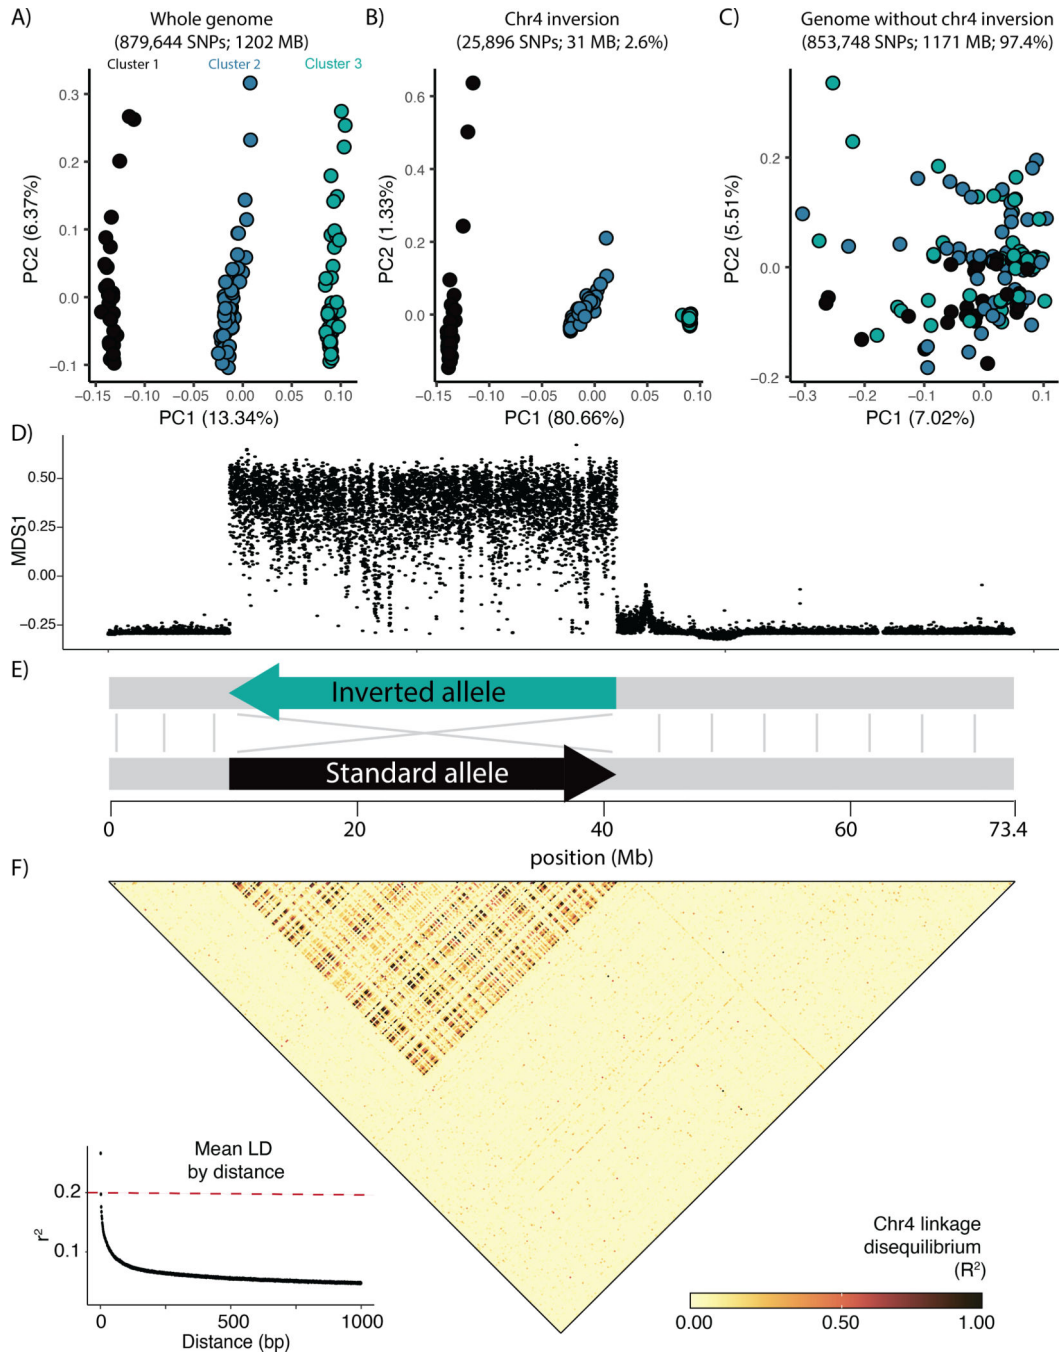 A)
Whole genome
(879,644 SNPs; 1202 MB)
Cluster 1
Cluster 2
Cluster 3
0.3
0.2
0.1
0.0
−0.1
PC2 (6.37%)
−0.15
−0.10
−0.05
0.00
0.05
0.10
PC1 (13.34%)
B)
Chr4 inversion
(25,896 SNPs; 31 MB; 2.6%)
0.6
0.4
0.2
0.0
PC2 (1.33%)
−0.15
−0.10
−0.05
0.00
0.05
0.10
PC1 (80.66%)
C)
Genome without chr4 inversion
(853,748 SNPs; 1171 MB; 97.4%)
0.2
0.0
−0.2
PC2 (5.51%)
−0.3
−0.2
−0.1
0.0
0.1
PC1 (7.02%)
D)
0.50
0.25
0.00
−0.25
MDS1
E)
Inverted allele
Standard allele
0
20
40
60
73.4
position (Mb)
F)
Mean LD
by distance
0.2
0.1
r²
0
500
1000
Distance (bp)
Chr4 linkage
disequilibrium
(R²)
0.00
0.50
1.00